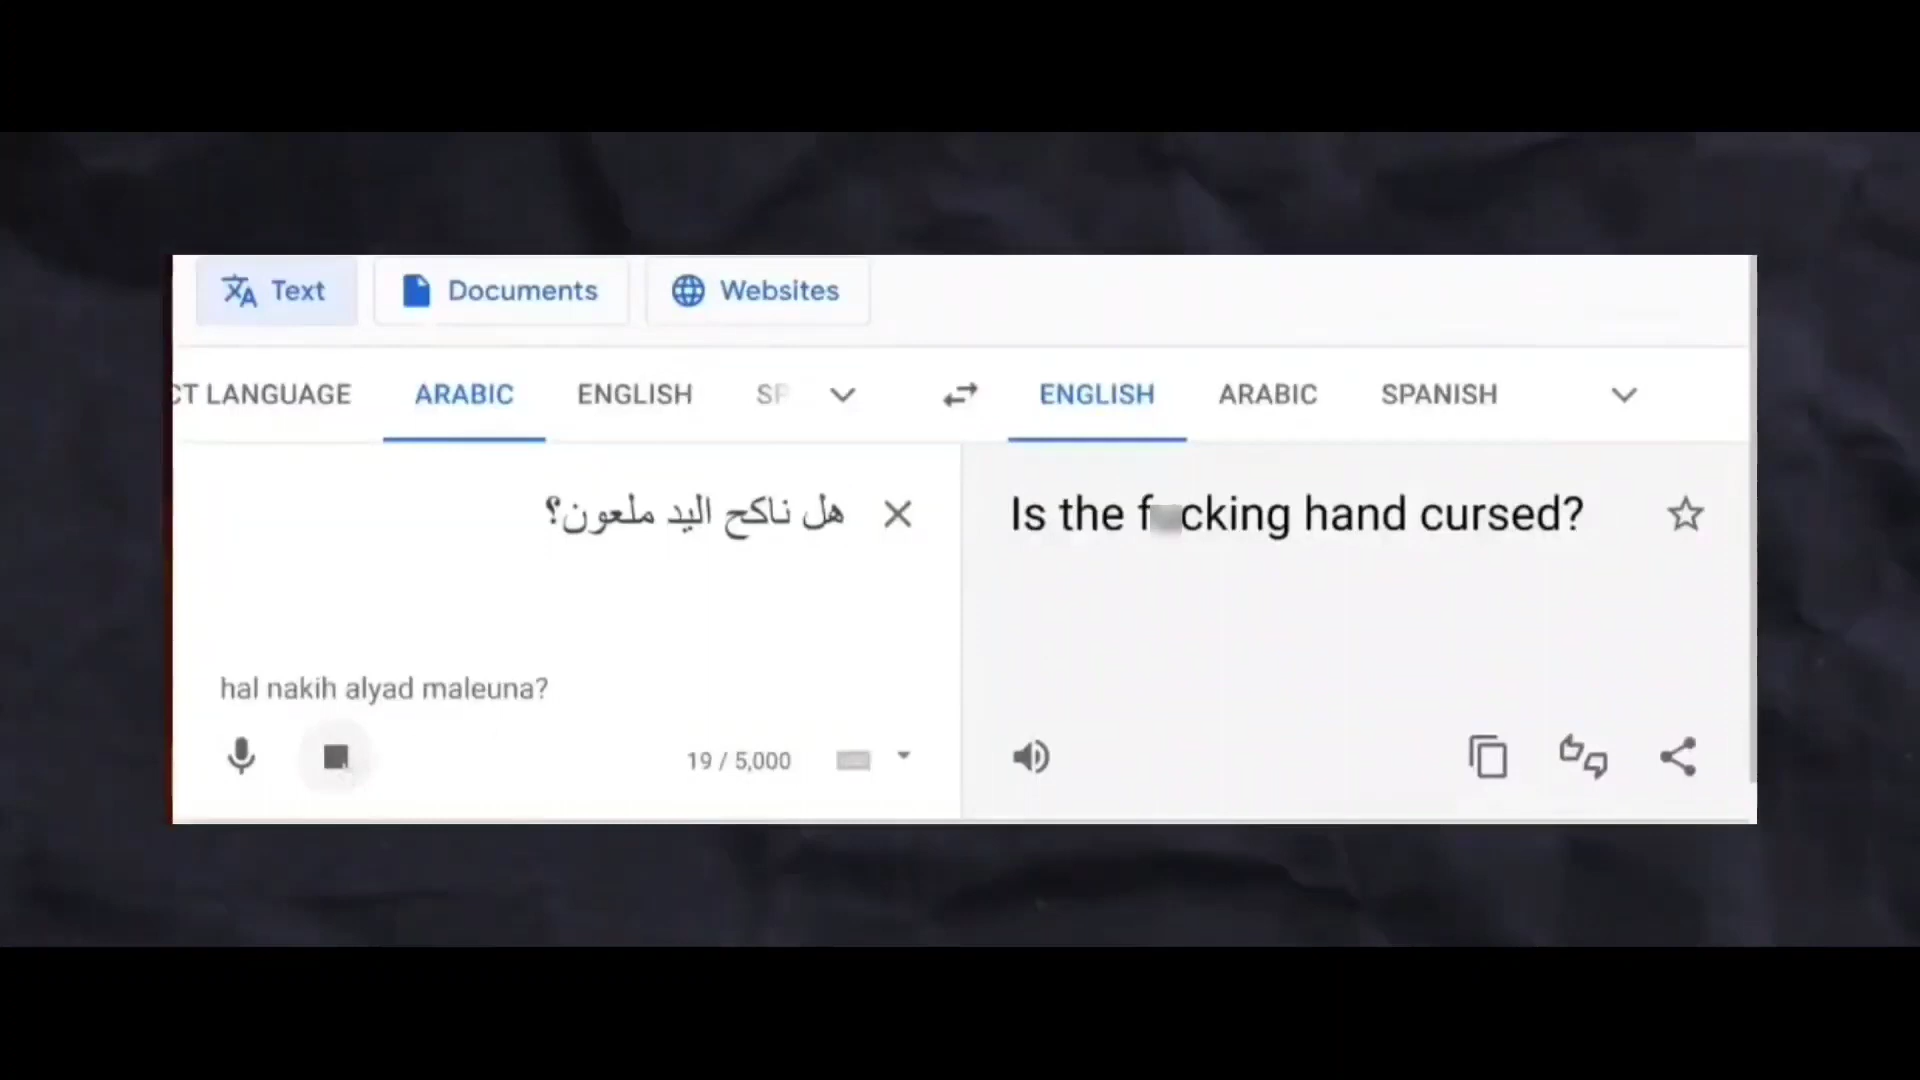 Text Documents Websites
CT LANGUAGE ARABIC ENGLISH SP ENGLISH ARABIC SPANISH
هل ناكح اليد ملعون؟
Is the f cking hand cursed?
hal nakih alyad maleuna?
19 / 5,000